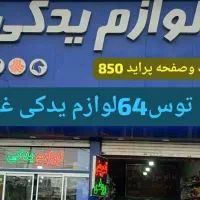 لوازم یدکی
وصفحه پراید 850
توس64لوازم یدکی غ
لوازم یدکی